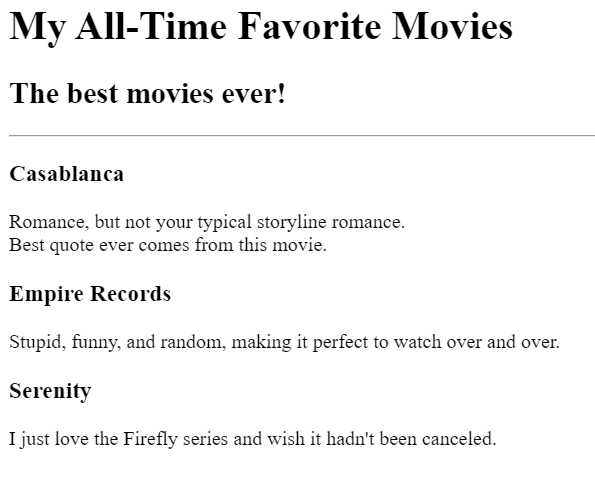 My All-Time Favorite Movies
The best movies ever!
Casablanca
Romance, but not your typical storyline romance.
Best quote ever comes from this movie.
Empire Records
Stupid, funny, and random, making it perfect to watch over and over.
Serenity
I just love the Firefly series and wish it hadn't been canceled.